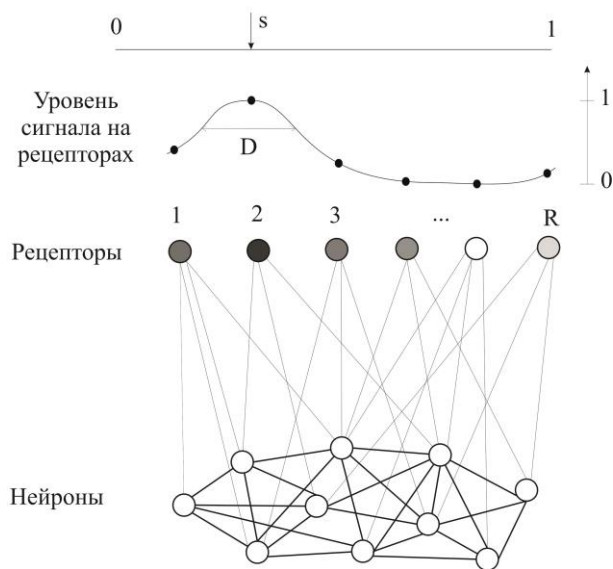 0 s 1
Уровень
сигнала на
рецепторах
D
1
0
1 2 3 ... R
Рецепторы
Нейроны